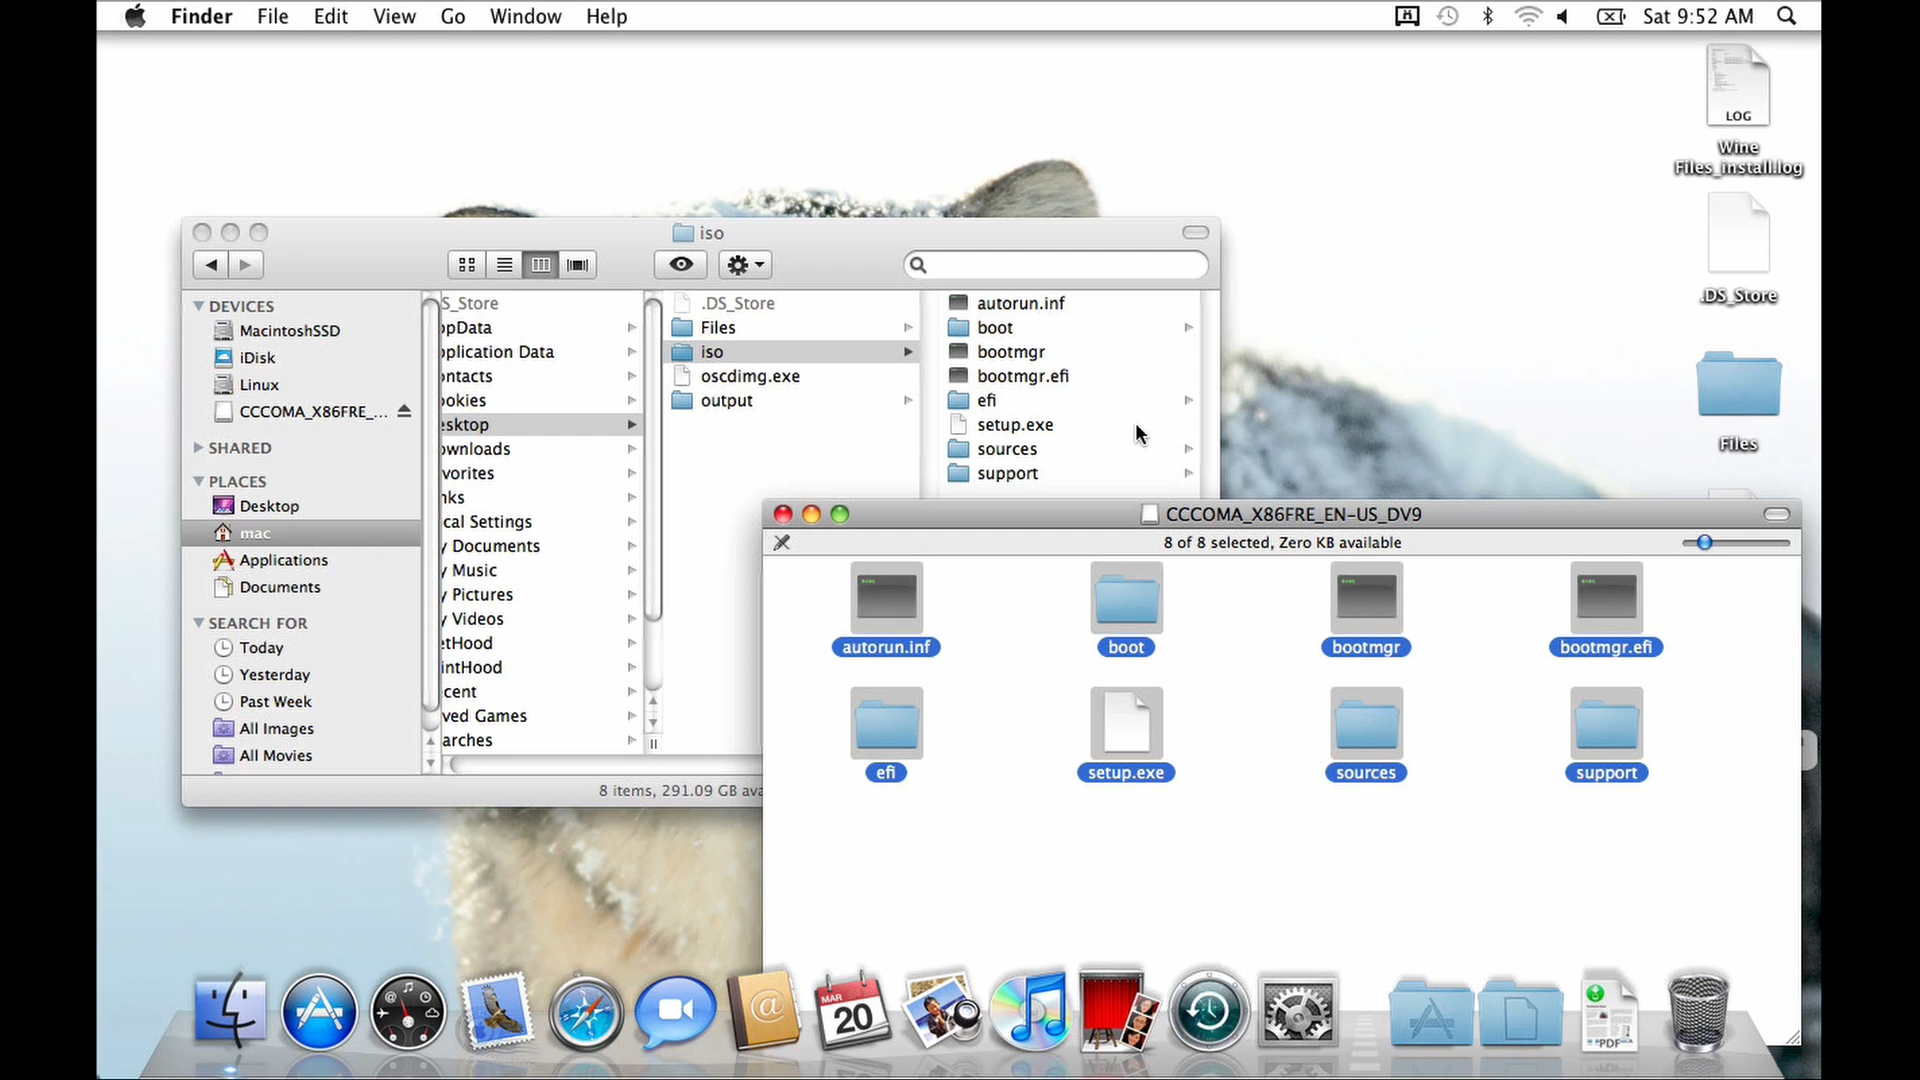 Finder File Edit View Go Window Help Sat 9:52 AM
LOG
Wine
Files_install.log
.DS_Store
Files
iso
DEVICES
MacintoshSSD
iDisk
Linux
CCCOMA_X86FRE_...
SHARED
PLACES
Desktop
mac
Applications
Documents
SEARCH FOR
Today
Yesterday
Past Week
All Images
All Movies
S_Store
ppData
pplication Data
ontacts
ookies
esktop
ownloads
vorites
nks
cal Settings
y Documents
y Music
y Pictures
y Videos
etHood
intHood
cent
ved Games
arches
.DS_Store
Files
iso
oscdimg.exe
output
autorun.inf
boot
bootmgr
bootmgr.efi
efi
setup.exe
sources
support
8 items, 291.09 GB ava
CCCOMA_X86FRE_EN-US_DV9
8 of 8 selected, Zero KB available
autorun.inf boot bootmgr bootmgr.efi
efi setup.exe sources support
MAR
20
PDF